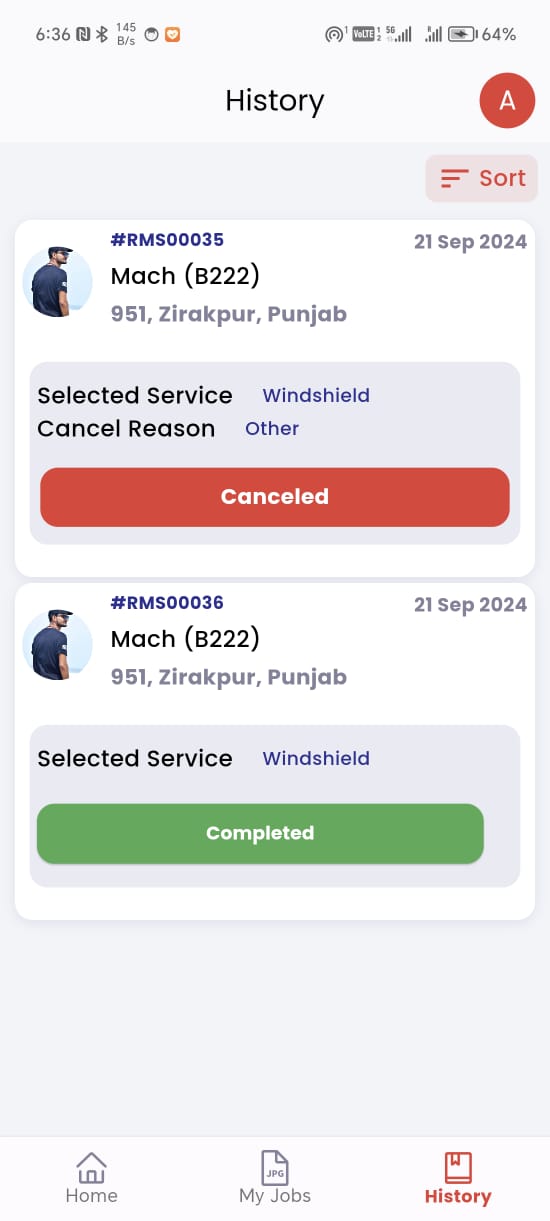 6:36 145 B/s VoLTE 1 2 5G R 64%
History A
Sort
#RMS00035 21 Sep 2024
Mach (B222)
951, Zirakpur, Punjab
Selected Service Windshield
Cancel Reason Other
Canceled
#RMS00036 21 Sep 2024
Mach (B222)
951, Zirakpur, Punjab
Selected Service Windshield
Completed
JPG
Home My Jobs History